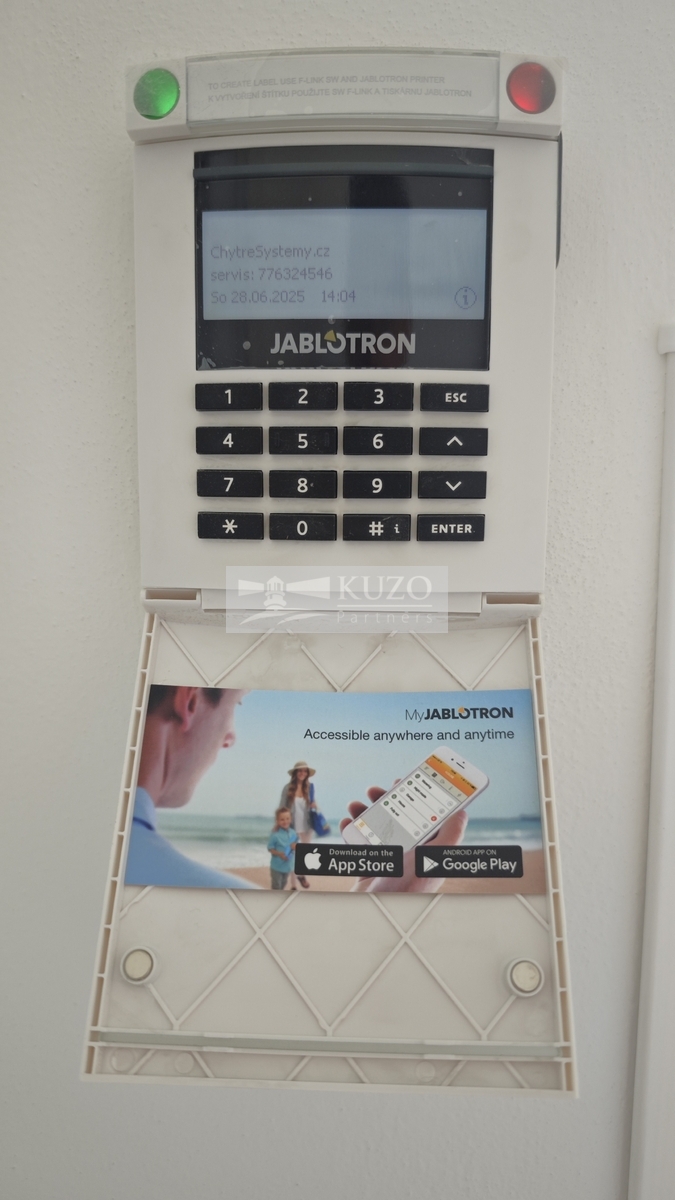 TO CREATE LABEL USE F-LINK SW AND JABLOTRON PRINTER
K VYTVOŘENÍ ŠTÍTKU POUŽIJTE SW F-LINK A TISKÁRNU JABLOTRON
ChytreSystemy.cz
servis: 776324546
So 28.06.2025 14:04
i
JABLOTRON
1 2 3 ESC
4 5 6
7 8 9
* 0 # i ENTER
KUZO
Partners
MyJABLOTRON
Accessible anywhere and anytime
Download on the
App Store
ANDROID APP ON
Google Play